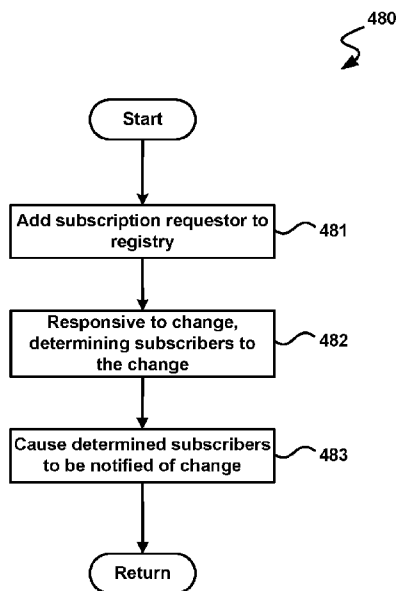 480
Start
Add subscription requestor to
registry
481
Responsive to change,
determining subscribers to
the change
482
Cause determined subscribers
to be notified of change
483
Return